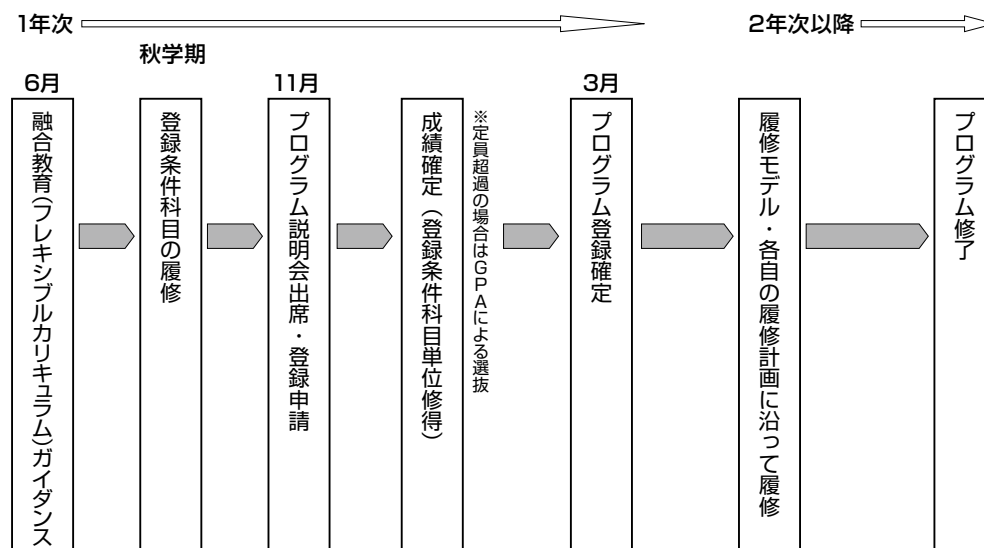 1年次
2年次以降
秋学期
6月
11月
3月
融合教育(フレキシブルカリキュラム)ガイダンス
登録条件科目の履修
プログラム説明会出席・登録申請
成績確定(登録条件科目単位修得)
※定員超過の場合はGPAによる選抜
プログラム登録確定
履修モデル・各自の履修計画に沿って履修
プログラム修了